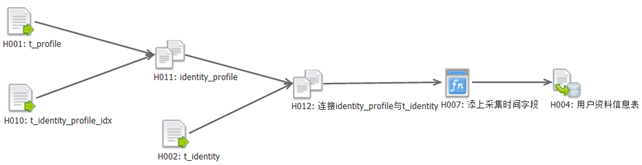 H001: t_profile
H011: identity_profile
H010: t_identity_profile_idx
H012: 连接identity_profile与t_identity
H007: 添上采集时间字段
H004: 用户资料信息表
H002: t_identity